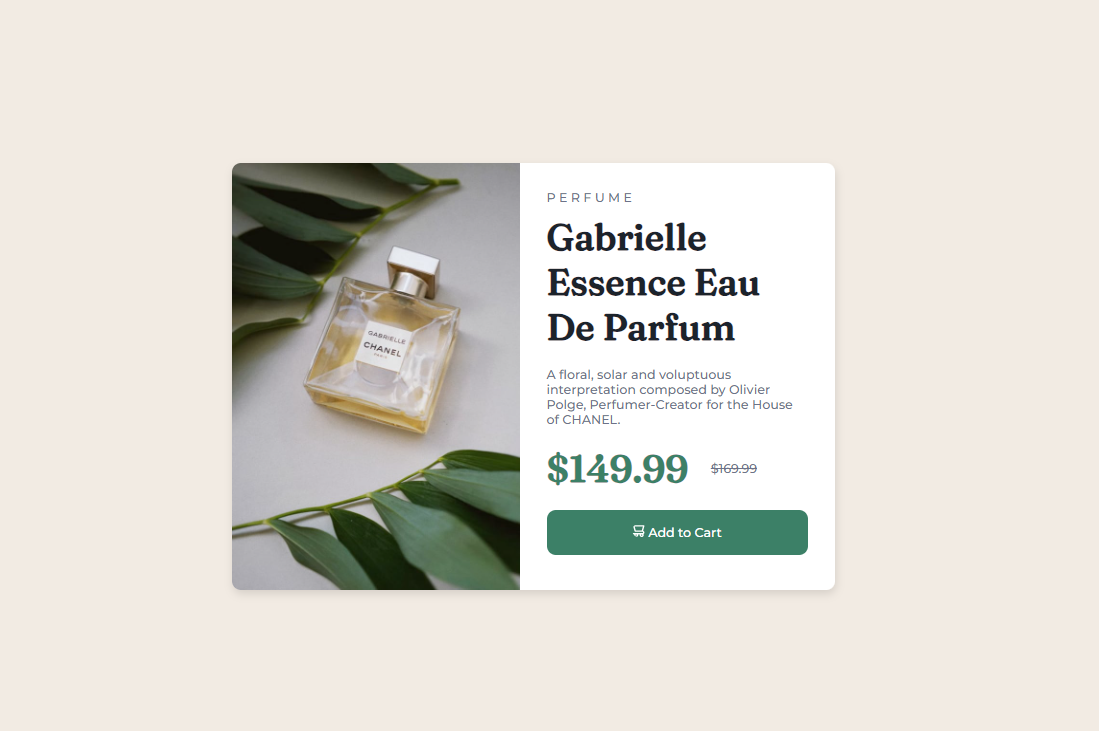 GABRIELLE
CHANEL
PARIS
PERFUME
Gabrielle
Essence Eau
De Parfum
A floral, solar and voluptuous
interpretation composed by Olivier
Polge, Perfumer-Creator for the House
of CHANEL.
$149.99 $169.99
Add to Cart